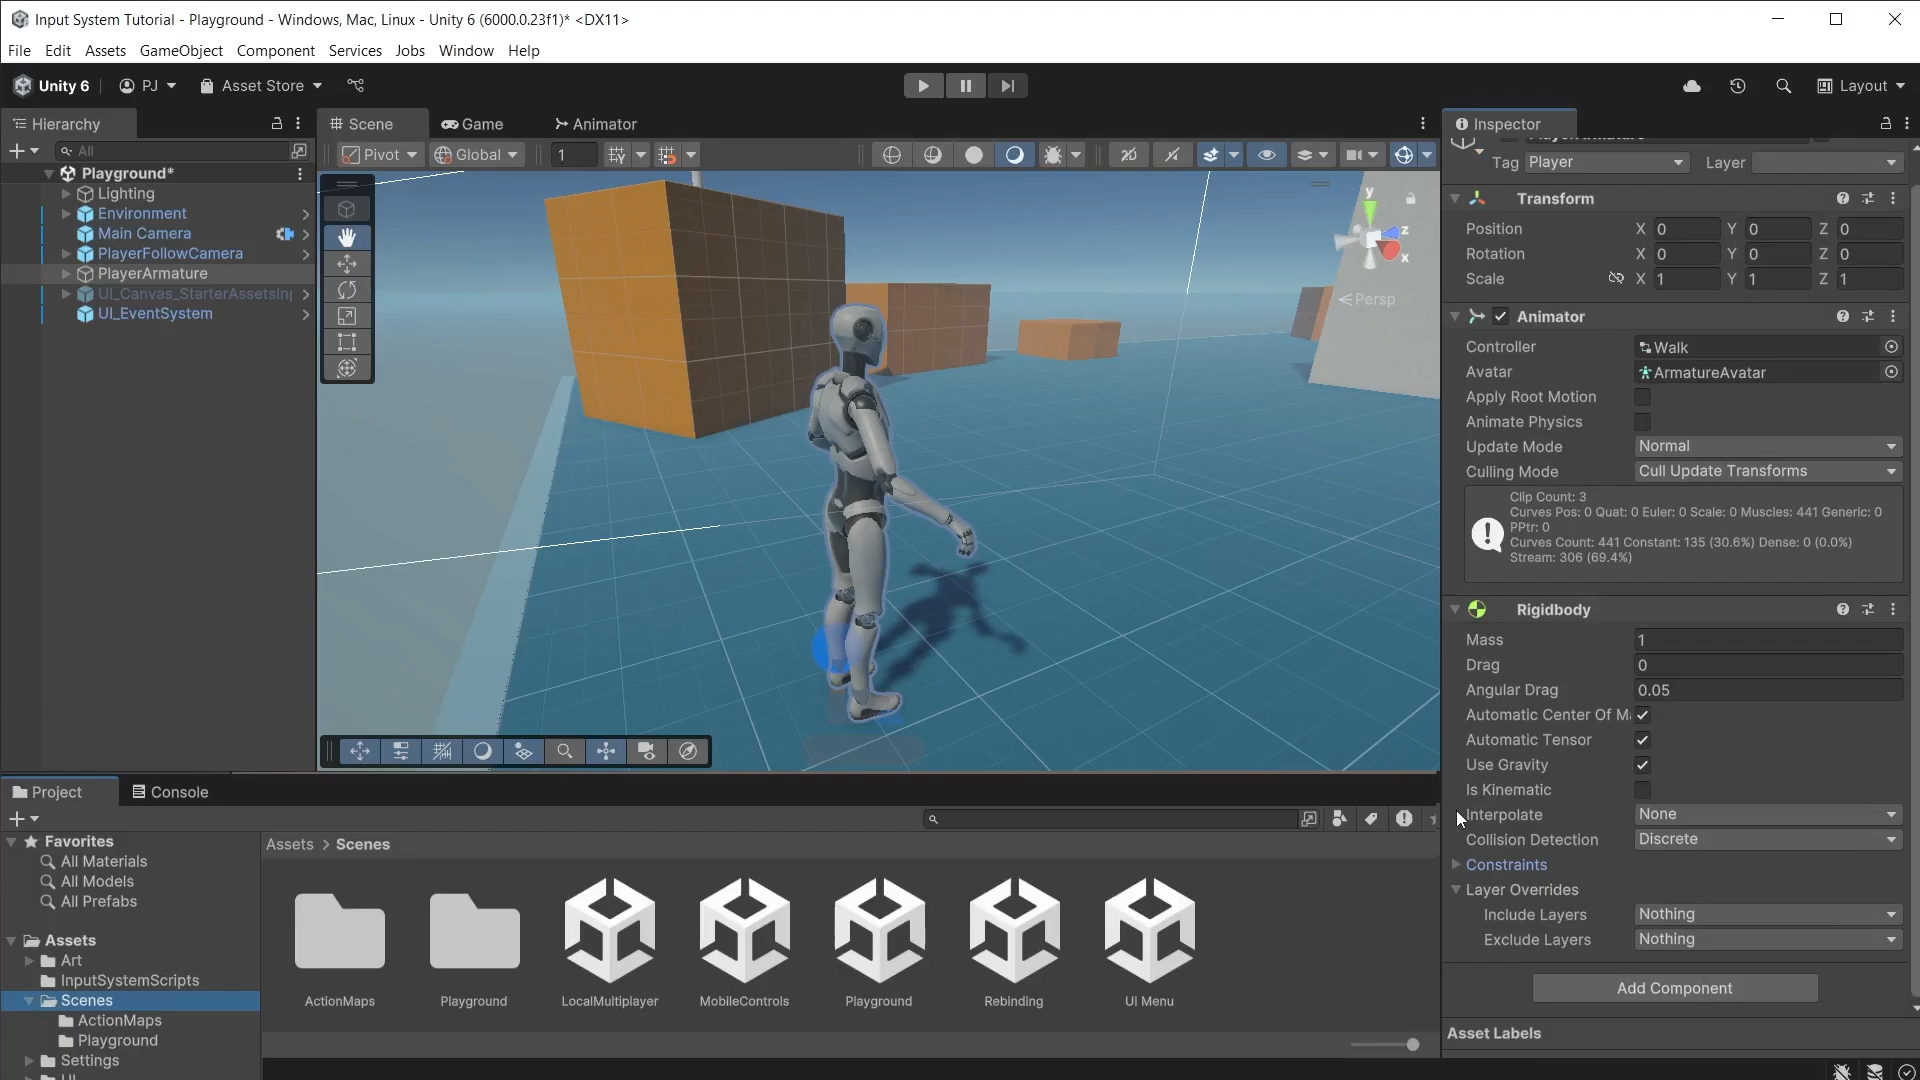 Input System Tutorial - Playground - Windows, Mac, Linux - Unity 6 (6000.0.23f1)* <DX11>
File Edit Assets GameObject Component Services Jobs Window Help
Unity 6 PJ Asset Store Layout
Hierarchy
All
Playground*
Lighting
Environment
Main Camera
PlayerFollowCamera
PlayerArmature
UI_Canvas_StarterAssetsInp
UI_EventSystem
Scene Game Animator
Pivot Global 1 2D
y
z
x
Persp
Inspector
Tag Player Layer
Transform
Position X 0 Y 0 Z 0
Rotation X 0 Y 0 Z 0
Scale X 1 Y 1 Z 1
Animator
Controller Walk
Avatar ArmatureAvatar
Apply Root Motion
Animate Physics
Update Mode Normal
Culling Mode Cull Update Transforms
Clip Count: 3
Curves Pos: 0 Quat: 0 Euler: 0 Scale: 0 Muscles: 441 Generic: 0
PPtr: 0
Curves Count: 441 Constant: 135 (30.6%) Dense: 0 (0.0%)
Stream: 306 (69.4%)
Rigidbody
Mass 1
Drag 0
Angular Drag 0.05
Automatic Center Of M
Automatic Tensor
Use Gravity
Is Kinematic
Interpolate None
Collision Detection Discrete
Constraints
Layer Overrides
Include Layers Nothing
Exclude Layers Nothing
Add Component
Asset Labels
Project Console
Favorites
All Materials
All Models
All Prefabs
Assets
Art
InputSystemScripts
Scenes
ActionMaps
Playground
Settings
Assets > Scenes
ActionMaps Playground LocalMultiplayer MobileControls Playground Rebinding UI Menu